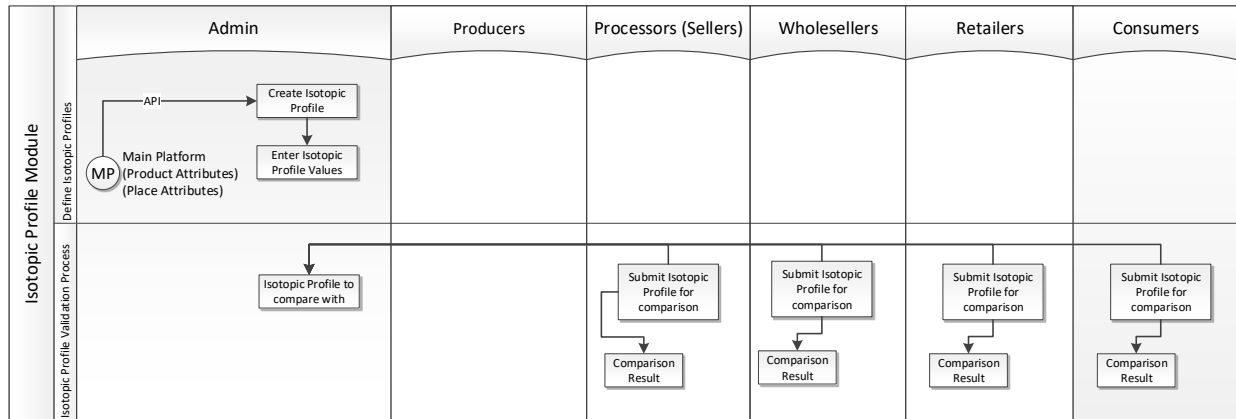 Isotopic Profile Module
Admin
Producers
Processors (Sellers)
Wholesellers
Retailers
Consumers
Define Isotopic Profiles
API
Create Isotopic
Profile
MP
Main Platform
(Product Attributes)
(Place Attributes)
Enter Isotopic
Profile Values
Isotopic Profile Validation Process
Isotopic Profile to
compare with
Submit Isotopic
Profile for
comparison
Submit Isotopic
Profile for
comparison
Submit Isotopic
Profile for
comparison
Submit Isotopic
Profile for
comparison
Comparison
Result
Comparison
Result
Comparison
Result
Comparison
Result